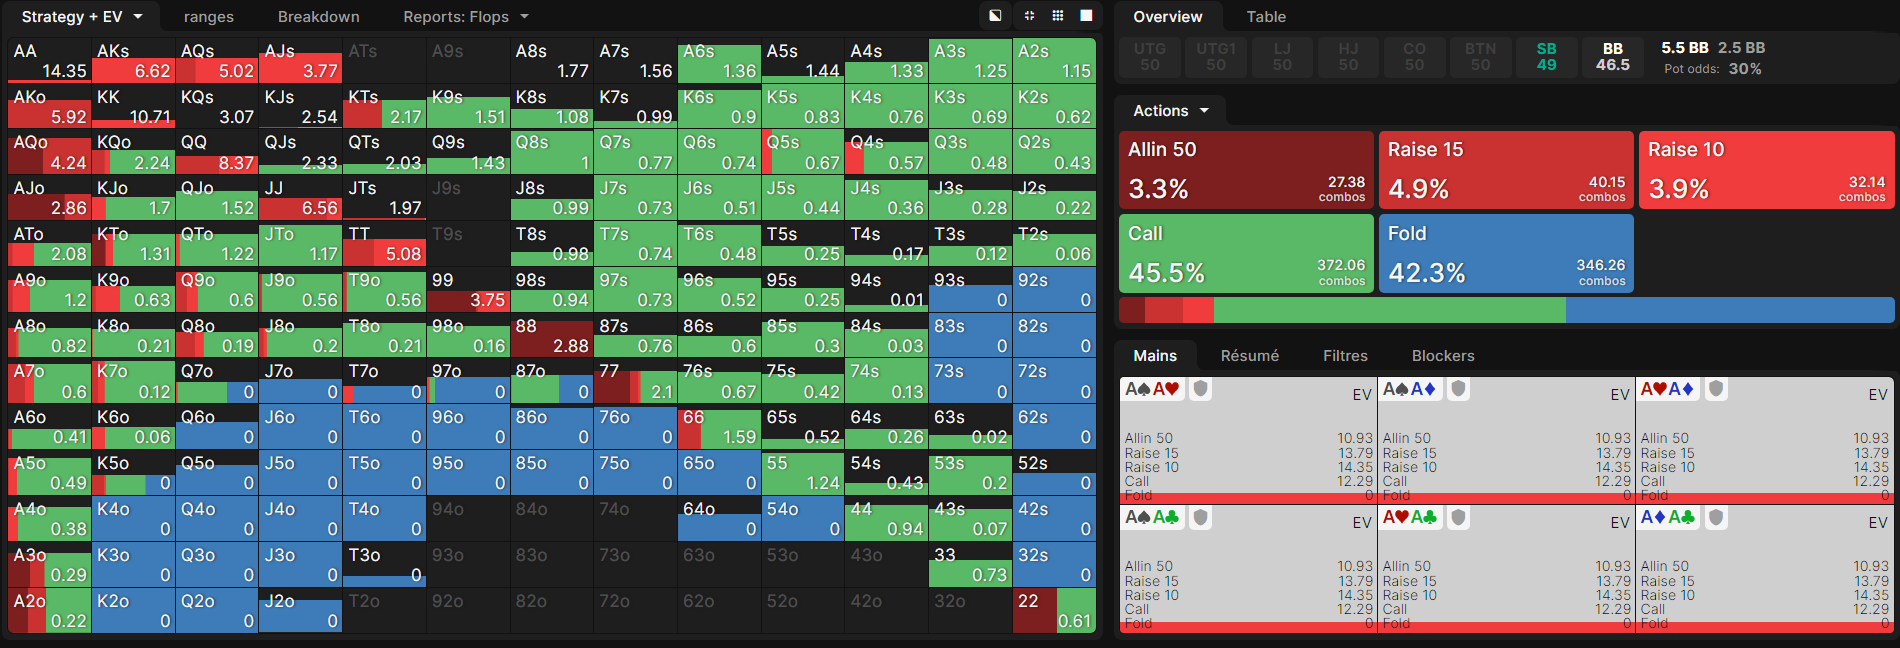 Strategy + EV ranges Breakdown Reports: Flops
AA 14.35 AKs 6.62 AQs 5.02 AJs 3.77 ATs A9s A8s 1.77 A7s 1.56 A6s 1.36 A5s 1.44 A4s 1.33 A3s 1.25 A2s 1.15
AKo 5.92 KK 10.71 KQs 3.07 KJs 2.54 KTs 2.17 K9s 1.51 K8s 1.08 K7s 0.99 K6s 0.9 K5s 0.83 K4s 0.76 K3s 0.69 K2s 0.62
AQo 4.24 KQo 2.24 QQ 8.37 QJs 2.33 QTs 2.03 Q9s 1.43 Q8s 1 Q7s 0.77 Q6s 0.74 Q5s 0.67 Q4s 0.57 Q3s 0.48 Q2s 0.43
AJo 2.86 KJo 1.7 QJo 1.52 JJ 6.56 JTs 1.97 J9s J8s 0.99 J7s 0.73 J6s 0.51 J5s 0.44 J4s 0.36 J3s 0.28 J2s 0.22
ATo 2.08 KTo 1.31 QTo 1.22 JTo 1.17 TT 5.08 T9s T8s 0.98 T7s 0.74 T6s 0.48 T5s 0.25 T4s 0.17 T3s 0.12 T2s 0.06
A9o 1.2 K9o 0.63 Q9o 0.6 J9o 0.56 T9o 0.56 99 3.75 98s 0.94 97s 0.73 96s 0.52 95s 0.25 94s 0.01 93s 0 92s 0
A8o 0.82 K8o 0.21 Q8o 0.19 J8o 0.2 T8o 0.21 98o 0.16 88 2.88 87s 0.76 86s 0.6 85s 0.3 84s 0.03 83s 0 82s 0
A7o 0.6 K7o 0.12 Q7o 0 J7o 0 T7o 0 97o 0 87o 0 77 2.1 76s 0.67 75s 0.42 74s 0.13 73s 0 72s 0
A6o 0.41 K6o 0.06 Q6o 0 J6o 0 T6o 0 96o 0 86o 0 76o 0 66 1.59 65s 0.52 64s 0.26 63s 0.02 62s 0
A5o 0.49 K5o 0 Q5o 0 J5o 0 T5o 0 95o 0 85o 0 75o 0 65o 0 55 1.24 54s 0.43 53s 0.2 52s 0
A4o 0.38 K4o 0 Q4o 0 J4o 0 T4o 0 94o 84o 74o 64o 0 54o 0 44 0.94 43s 0.07 42s 0
A3o 0.29 K3o 0 Q3o 0 J3o 0 T3o 0 93o 83o 73o 63o 53o 43o 33 0.73 32s 0
A2o 0.22 K2o 0 Q2o 0 J2o 0 T2o 92o 82o 72o 62o 52o 42o 32o 22 0.61
Overview Table
UTG UTG1 LJ HJ CO BTN SB BB 5.5 BB 2.5 BB
50 50 50 50 50 50 49 46.5 Pot odds: 30%
Actions
Allin 50 Raise 15 Raise 10
3.3% 27.38 combos 4.9% 40.15 combos 3.9% 32.14 combos
Call Fold
45.5% 372.06 combos 42.3% 346.26 combos
Mains Résumé Filtres Blockers
A♠A♥ EV A♠A♦ EV A♥A♦ EV
Allin 50 10.93 Allin 50 10.93 Allin 50 10.93
Raise 15 13.79 Raise 15 13.79 Raise 15 13.79
Raise 10 14.35 Raise 10 14.35 Raise 10 14.35
Call 12.29 Call 12.29 Call 12.29
Fold 0 Fold 0 Fold 0
A♠A♣ EV A♥A♣ EV A♦A♣ EV
Allin 50 10.93 Allin 50 10.93 Allin 50 10.93
Raise 15 13.79 Raise 15 13.79 Raise 15 13.79
Raise 10 14.35 Raise 10 14.35 Raise 10 14.35
Call 12.29 Call 12.29 Call 12.29
Fold 0 Fold 0 Fold 0